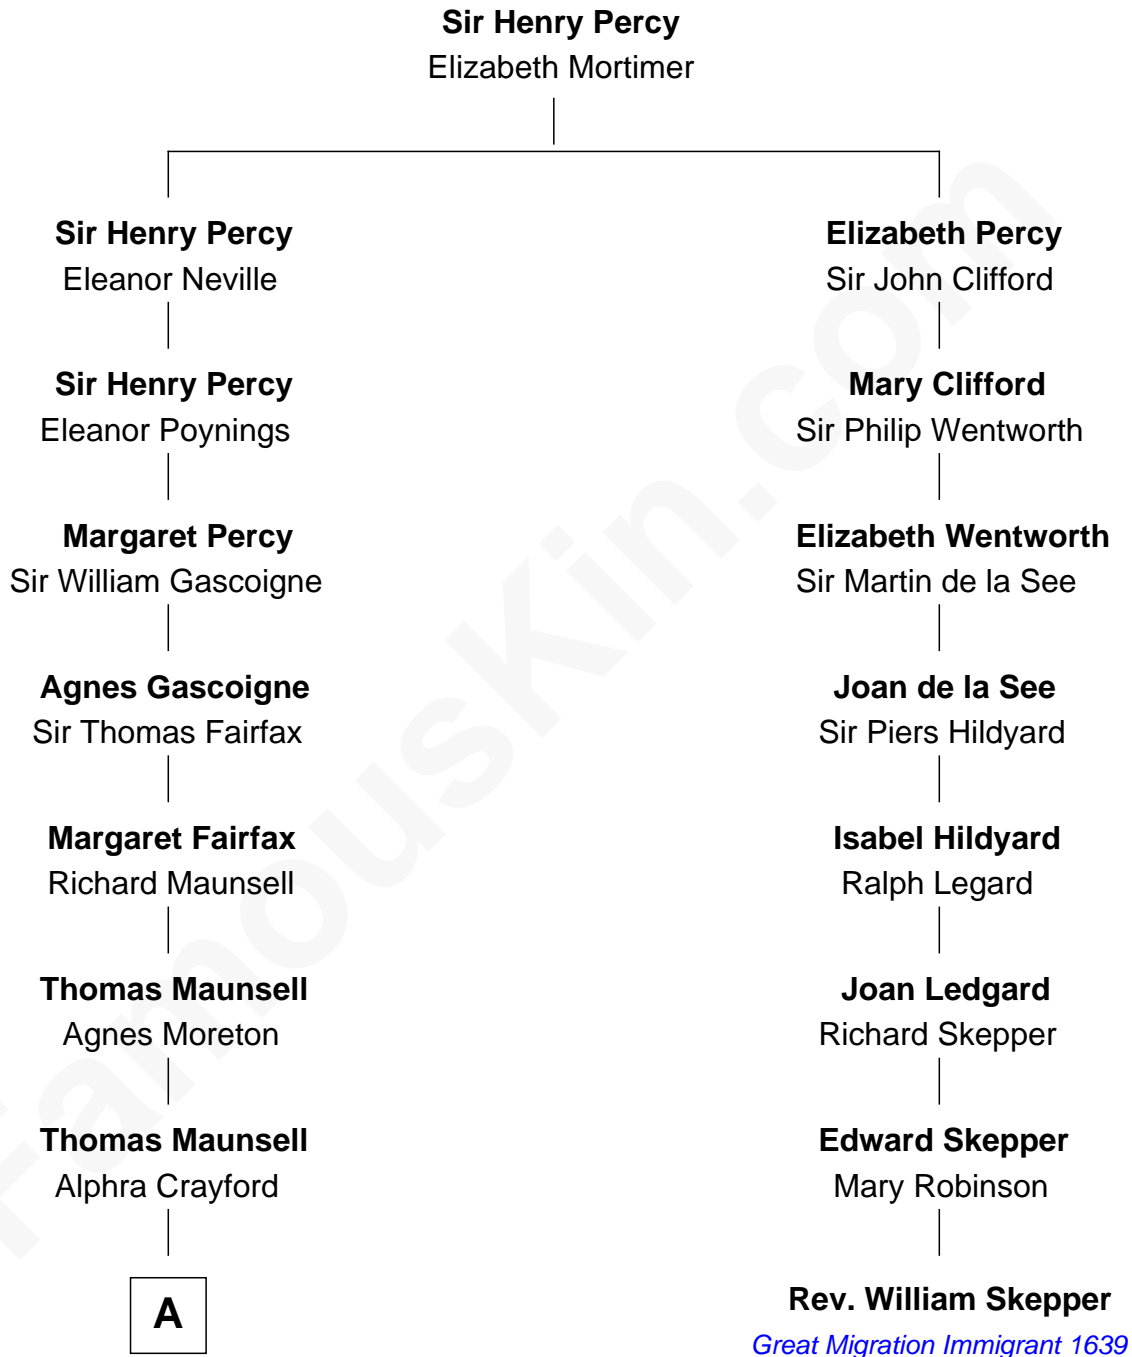 Sir Henry Percy
Elizabeth Mortimer
Sir Henry Percy
Eleanor Neville
Sir Henry Percy
Eleanor Poynings
Margaret Percy
Sir William Gascoigne
Agnes Gascoigne
Sir Thomas Fairfax
Margaret Fairfax
Richard Maunsell
Thomas Maunsell
Agnes Moreton
Thomas Maunsell
Alphra Crayford
A
Elizabeth Percy
Sir John Clifford
Mary Clifford
Sir Philip Wentworth
Elizabeth Wentworth
Sir Martin de la See
Joan de la See
Sir Piers Hildyard
Isabel Hildyard
Ralph Legard
Joan Ledgard
Richard Skepper
Edward Skepper
Mary Robinson
Rev. William Skepper
Great Migration Immigrant 1639
FamousKin.com